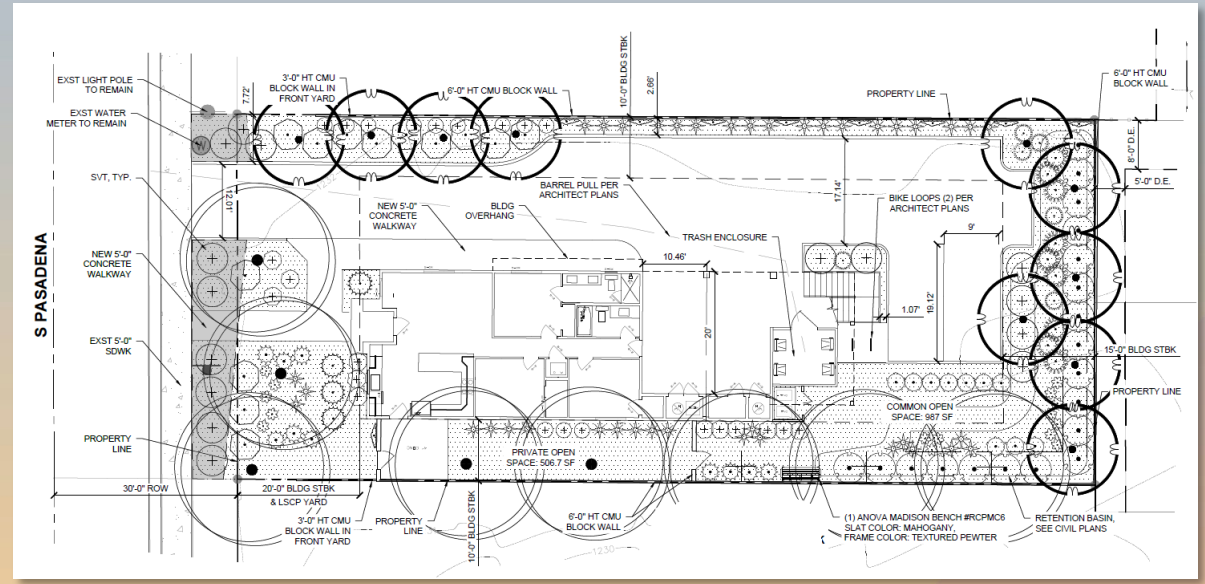 EXST LIGHT POLE
TO REMAIN
EXST WATER
METER TO REMAIN
SVT, TYP.
NEW 5'-0"
CONCRETE
WALKWAY
EXST 5'-0"
SDWK
PROPERTY
LINE
S PASADENA
30'-0" ROW
20'-0" BLDG STBK
& LSCP YARD
7.72'
3'-0" HT CMU
BLOCK WALL IN
FRONT YARD
6'-0" HT CMU BLOCK WALL
10'-0" BLDG STBK
2.66'
PROPERTY LINE
6'-0" HT CMU
BLOCK WALL
8'-0" D.E.
5'-0" D.E.
1232
12.01'
NEW 5'-0"
CONCRETE
WALKWAY
BLDG
OVERHANG
BARREL PULL PER
ARCHITECT PLANS
17.14'
BIKE LOOPS (2) PER
ARCHITECT PLANS
TRASH ENCLOSURE
9'
10.46'
20'
1.07'
19.12'
15'-0" BLDG STBK
PROPERTY LINE
COMMON OPEN
SPACE: 987 SF
PRIVATE OPEN
SPACE: 506.7 SF
3'-0" HT CMU
BLOCK WALL IN
FRONT YARD
PROPERTY
LINE
10'-0" BLDG STBK
6'-0" HT CMU
BLOCK WALL
1230
(1) ANOVA MADISON BENCH #RCPMC6
SLAT COLOR: MAHOGANY,
FRAME COLOR: TEXTURED PEWTER
RETENTION BASIN,
SEE CIVIL PLANS